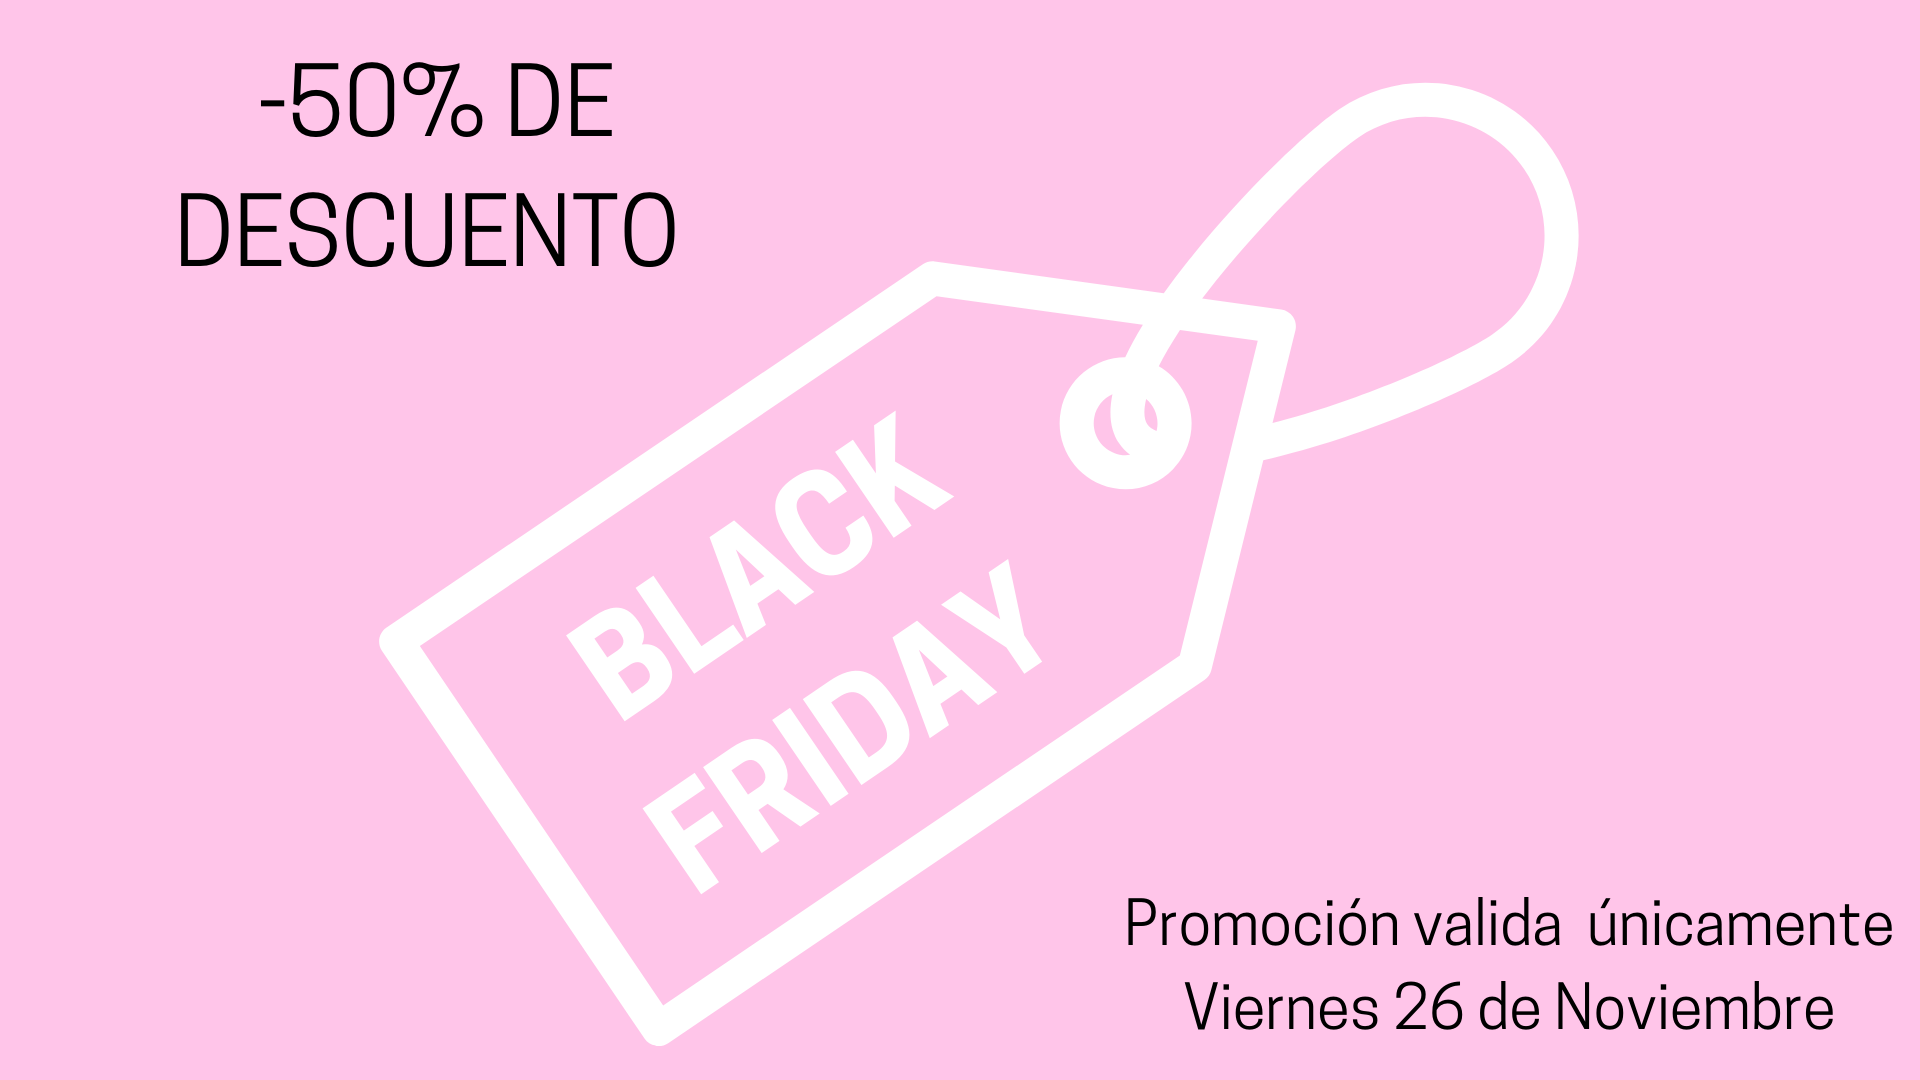 -50% DE
DESCUENTO
BLACK
FRIDAY
Promoción valida únicamente
Viernes 26 de Noviembre